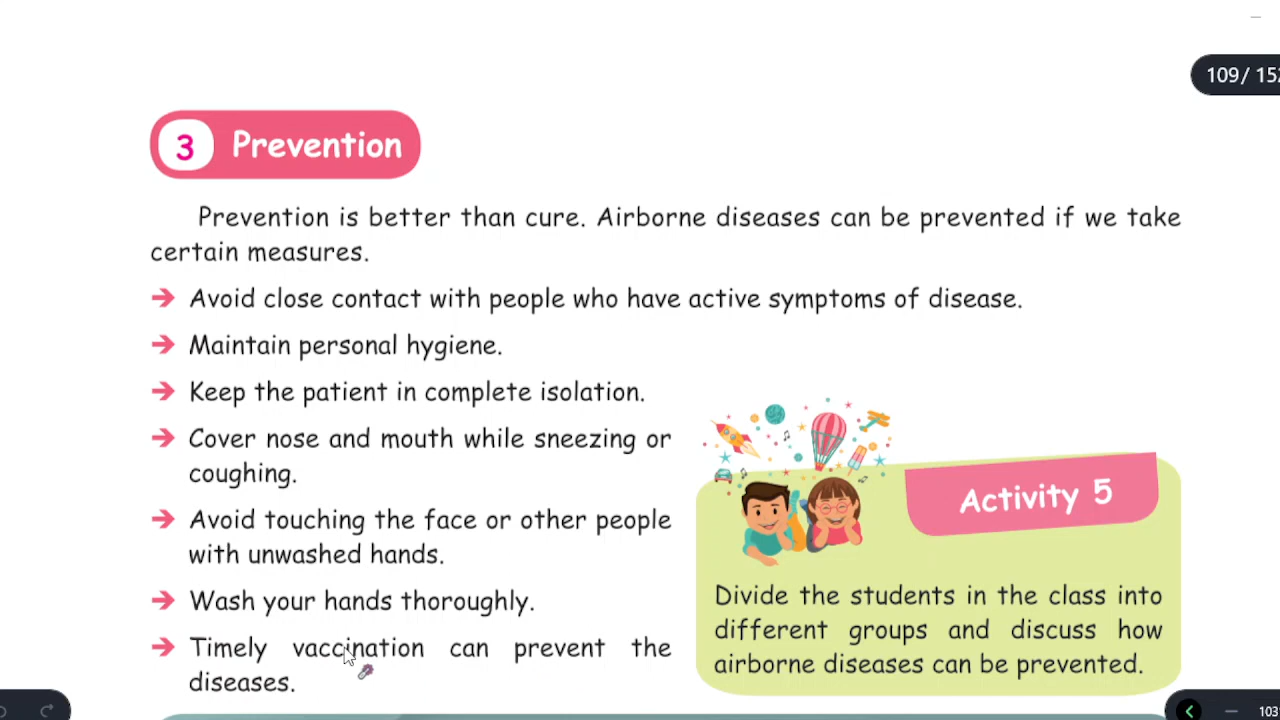 109/ 152
3 Prevention
Prevention is better than cure. Airborne diseases can be prevented if we take
certain measures.
➔ Avoid close contact with people who have active symptoms of disease.
➔ Maintain personal hygiene.
➔ Keep the patient in complete isolation.
➔ Cover nose and mouth while sneezing or
coughing.
➔ Avoid touching the face or other people
with unwashed hands.
➔ Wash your hands thoroughly.
➔ Timely vaccination can prevent the
diseases.
Activity 5
Divide the students in the class into
different groups and discuss how
airborne diseases can be prevented.
103